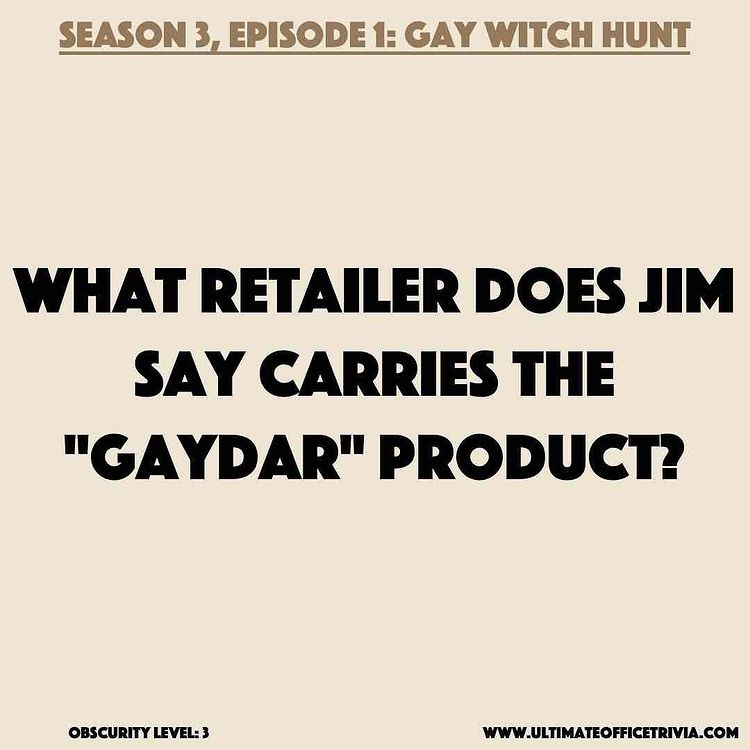 SEASON 3, EPISODE 1: GAY WITCH HUNT
WHAT RETAILER DOES JIM
SAY CARRIES THE
"GAYDAR" PRODUCT?
OBSCURITY LEVEL: 3
WWW.ULTIMATEOFFICETRIVIA.COM